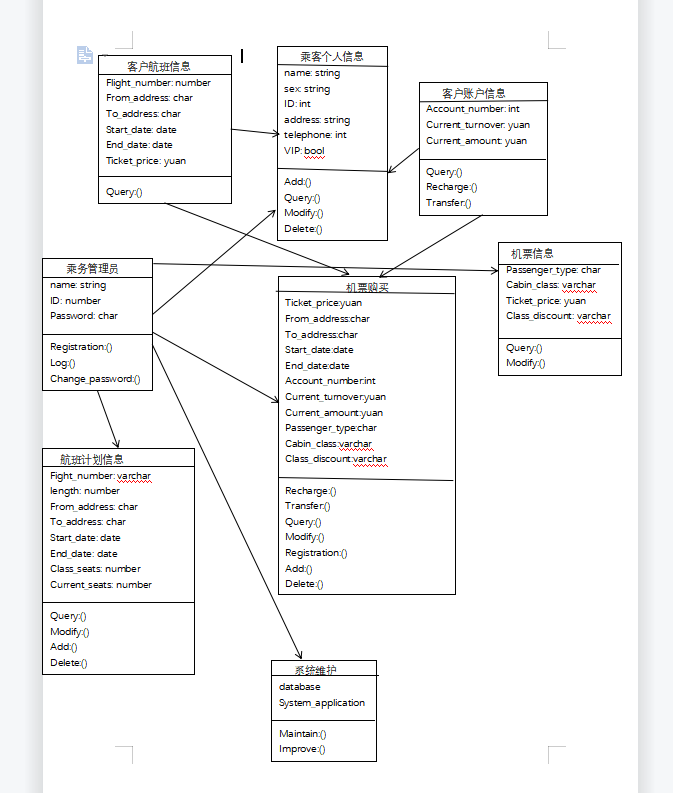 客户航班信息
Flight_number: number
From_address: char
To_address: char
Start_date: date
End_date: date
Ticket_price: yuan
Query:()
乘客个人信息
name: string
sex: string
ID: int
address: string
telephone: int
VIP: bool
Add:()
Query:()
Modify:()
Delete:()
客户账户信息
Account_number: int
Current_turnover: yuan
Current_amount: yuan
Query:()
Recharge:()
Transfer:()
乘务管理员
name: string
ID: number
Password: char
Registration:()
Log:()
Change_password:()
机票购买
Ticket_price:yuan
From_address:char
To_address:char
Start_date:date
End_date:date
Account_number:int
Current_turnover:yuan
Current_amount:yuan
Passenger_type:char
Cabin_class:varchar
Class_discount:varchar
Recharge:()
Transfer:()
Query:()
Modify:()
Registration:()
Add:()
Delete:()
机票信息
Passenger_type: char
Cabin_class: varchar
Ticket_price: yuan
Class_discount: varchar
Query:()
Modify:()
航班计划信息
Fight_number: varchar
length: number
From_address: char
To_address: char
Start_date: date
End_date: date
Class_seats: number
Current_seats: number
Query:()
Modify:()
Add:()
Delete:()
系统维护
database
System_application
Maintain:()
Improve:()